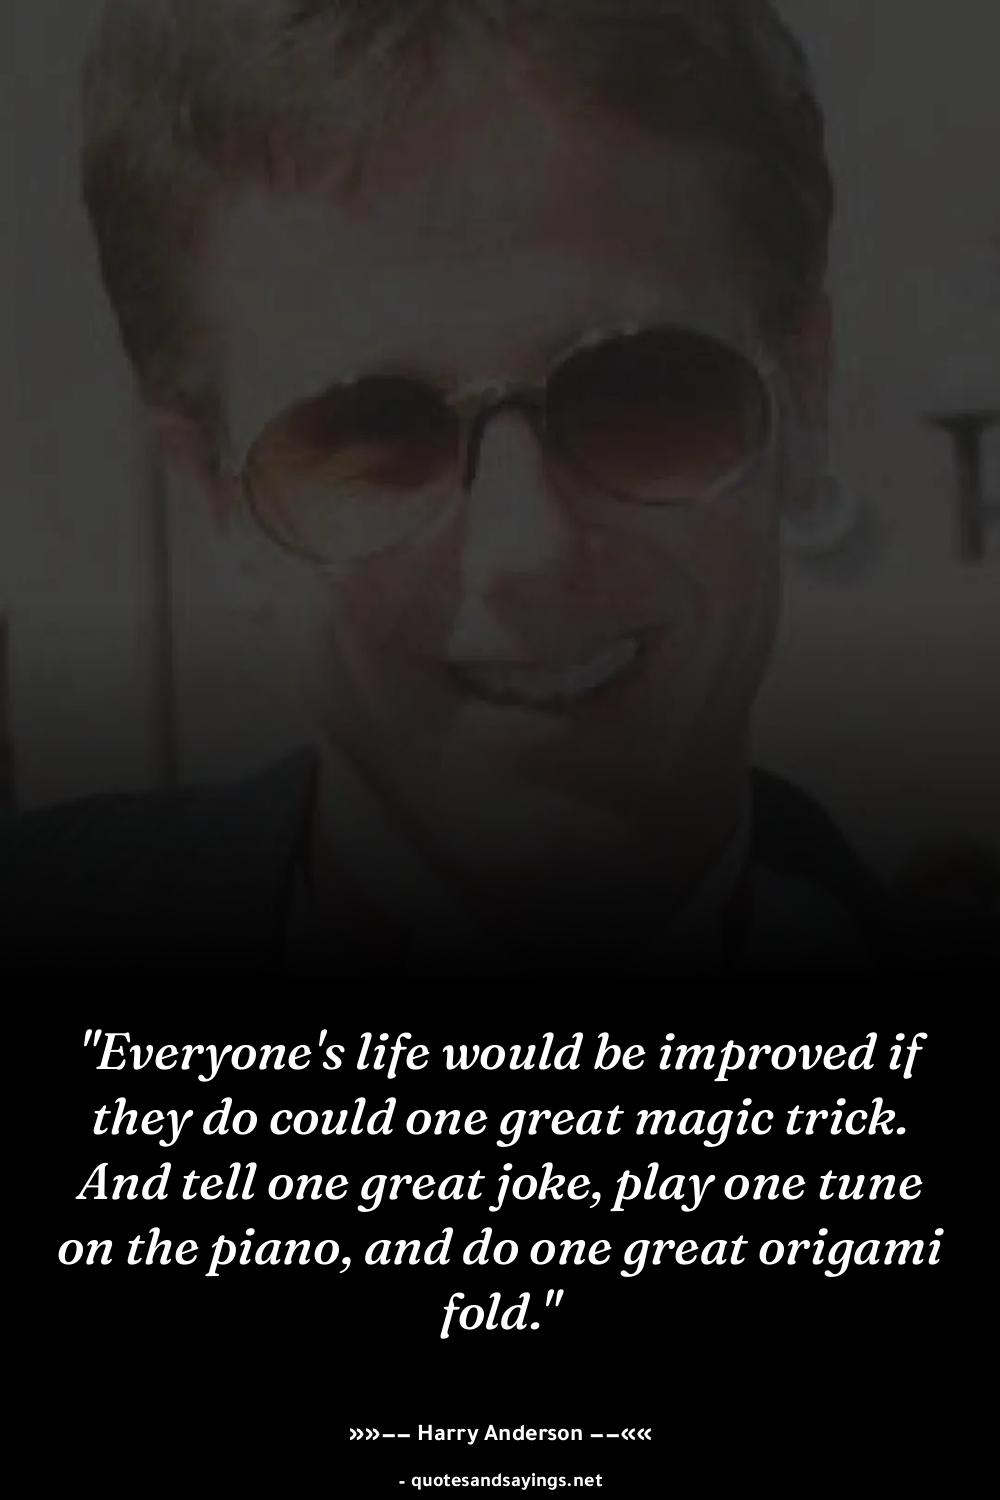 "Everyone's life would be improved if
they do could one great magic trick.
And tell one great joke, play one tune
on the piano, and do one great origami
fold."
»»–– Harry Anderson ––««
- quotesandsayings.net